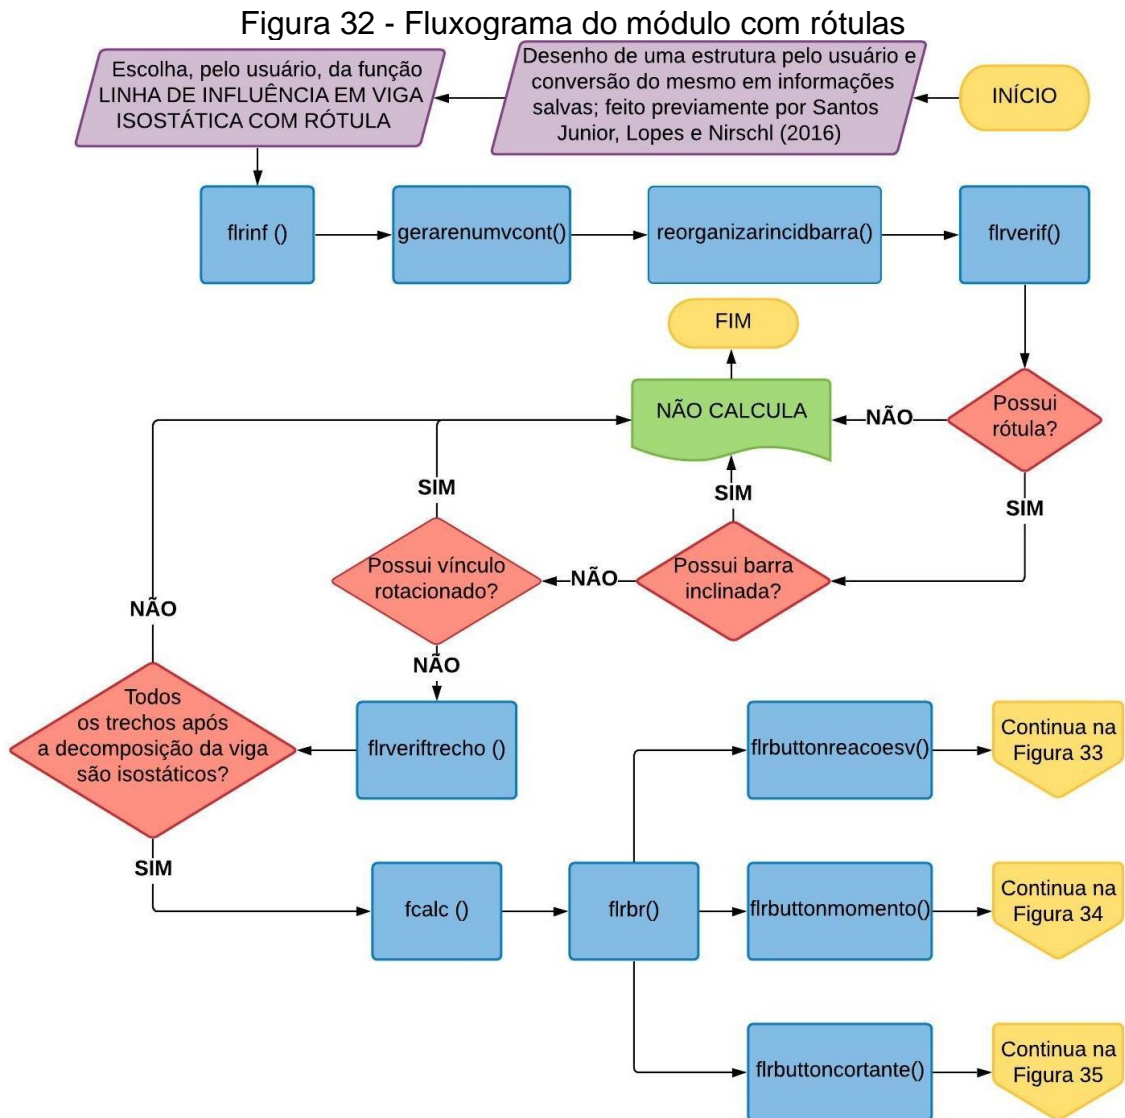 Figura 32 - Fluxograma do módulo com rótulas
Escolha, pelo usuário, da função
LINHA DE INFLUÊNCIA EM VIGA
ISOSTÁTICA COM RÓTULA
Desenho de uma estrutura pelo usuário e
conversão do mesmo em informações
salvas; feito previamente por Santos
Junior, Lopes e Nirschl (2016)
INÍCIO
flrinf ()
gerarenumvcont()
reorganizarincidbarra()
flrverif()
FIM
NÃO CALCULA
NÃO
Possui
rótula?
SIM
SIM
SIM
Possui vínculo
rotacionado?
NÃO
Possui barra
inclinada?
NÃO
NÃO
Todos
os trechos após
a decomposição da viga
são isostáticos?
flrveriftrecho ()
flrbuttonreacoesv()
Continua na
Figura 33
SIM
fcalc ()
flrbr()
flrbuttonmomento()
Continua na
Figura 34
flrbuttoncortante()
Continua na
Figura 35